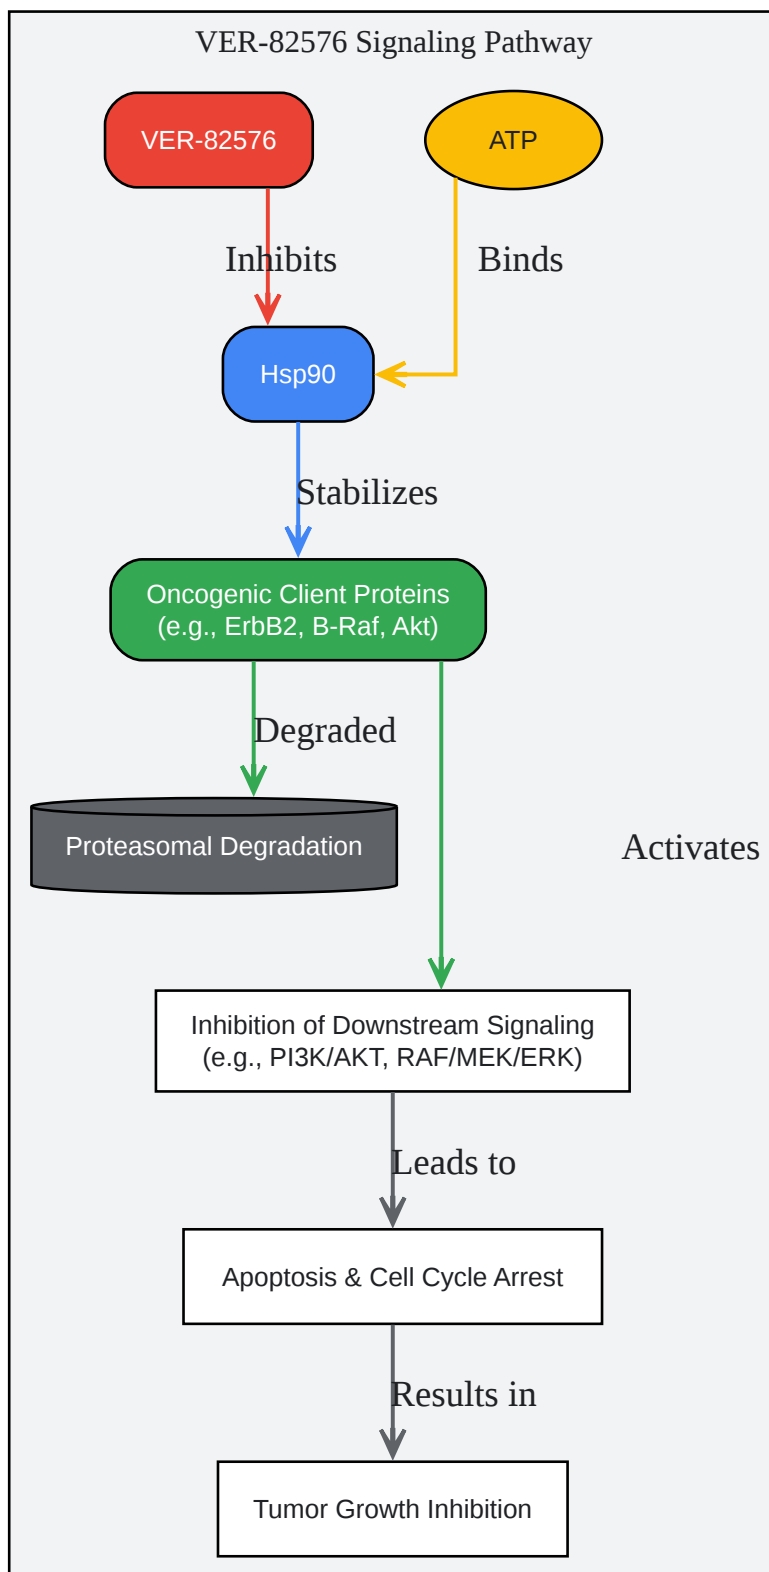 VER-82576 Signaling Pathway
VER-82576
ATP
Inhibits
Binds
Hsp90
Stabilizes
Oncogenic Client Proteins
(e.g., ErbB2, B-Raf, Akt)
Degraded
Proteasomal Degradation
Activates
Inhibition of Downstream Signaling
(e.g., PI3K/AKT, RAF/MEK/ERK)
Leads to
Apoptosis & Cell Cycle Arrest
Results in
Tumor Growth Inhibition